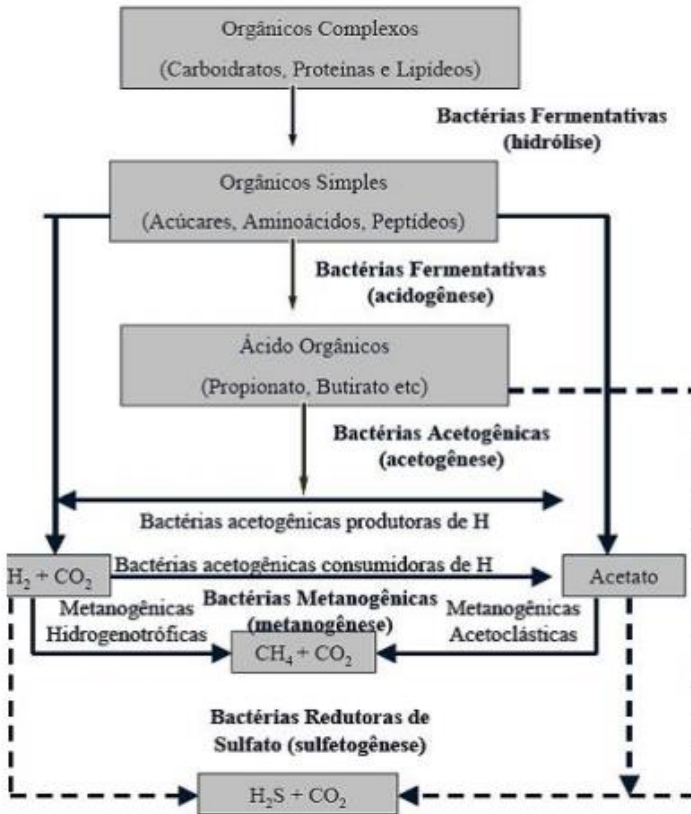 Orgânicos Complexos
(Carboidratos, Proteínas e Lipídeos)
Bactérias Fermentativas
(hidrólise)
Orgânicos Simples
(Acúcares, Aminoácidos, Peptídeos)
Bactérias Fermentativas
(acidogênese)
Ácido Orgânicos
(Propionato, Butirato etc)
Bactérias Acetogênicas
(acetogênese)
Bactérias acetogênicas produtoras de H
H₂ + CO₂
Bactérias acetogênicas consumidoras de H
Acetato
Metanogênicas
Hidrogenotróficas
Bactérias Metanogênicas
(metanogênese)
Metanogênicas
Acetoclásticas
CH₄ + CO₂
Bactérias Redutoras de
Sulfato (sulfetogênese)
H₂S + CO₂